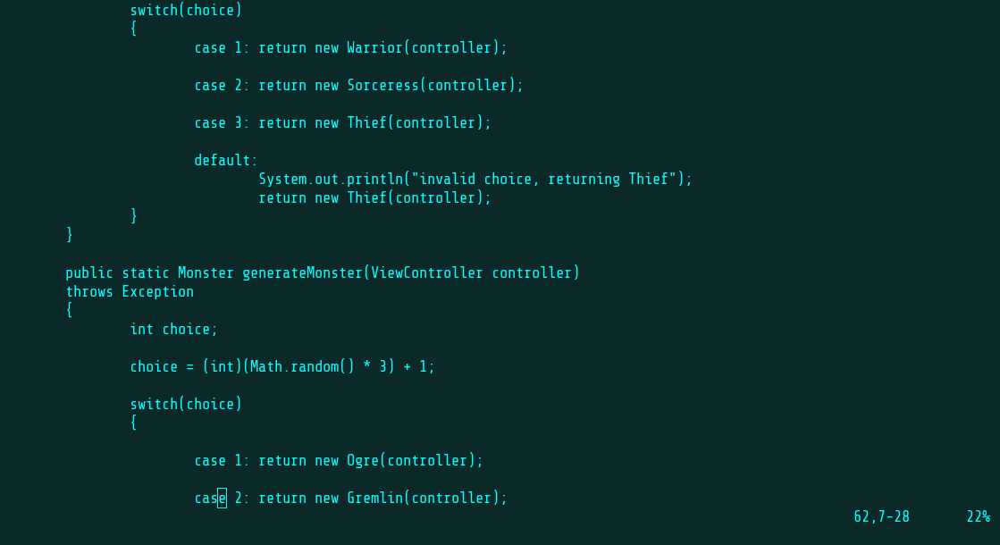 switch(choice)
{
case 1: return new Warrior(controller);
case 2: return new Sorceress(controller);
case 3: return new Thief(controller);
default:
System.out.println("invalid choice, returning Thief");
return new Thief(controller);
}
}
public static Monster generateMonster(ViewController controller)
throws Exception
{
int choice;
choice = (int)(Math.random() * 3) + 1;
switch(choice)
{
case 1: return new Ogre(controller);
case 2: return new Gremlin(controller);
62,7-28 22%